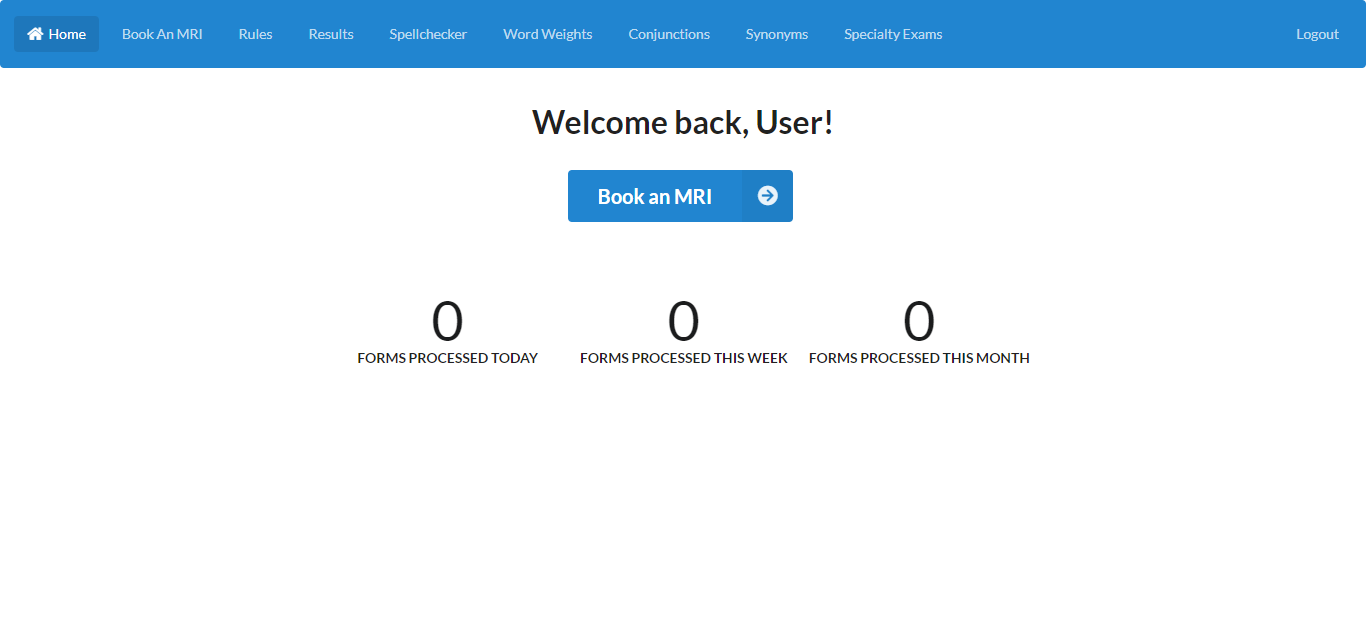 Home Book An MRI Rules Results Spellchecker Word Weights Conjunctions Synonyms Specialty Exams Logout
Welcome back, User!
Book an MRI
0 0 0
FORMS PROCESSED TODAY FORMS PROCESSED THIS WEEK FORMS PROCESSED THIS MONTH